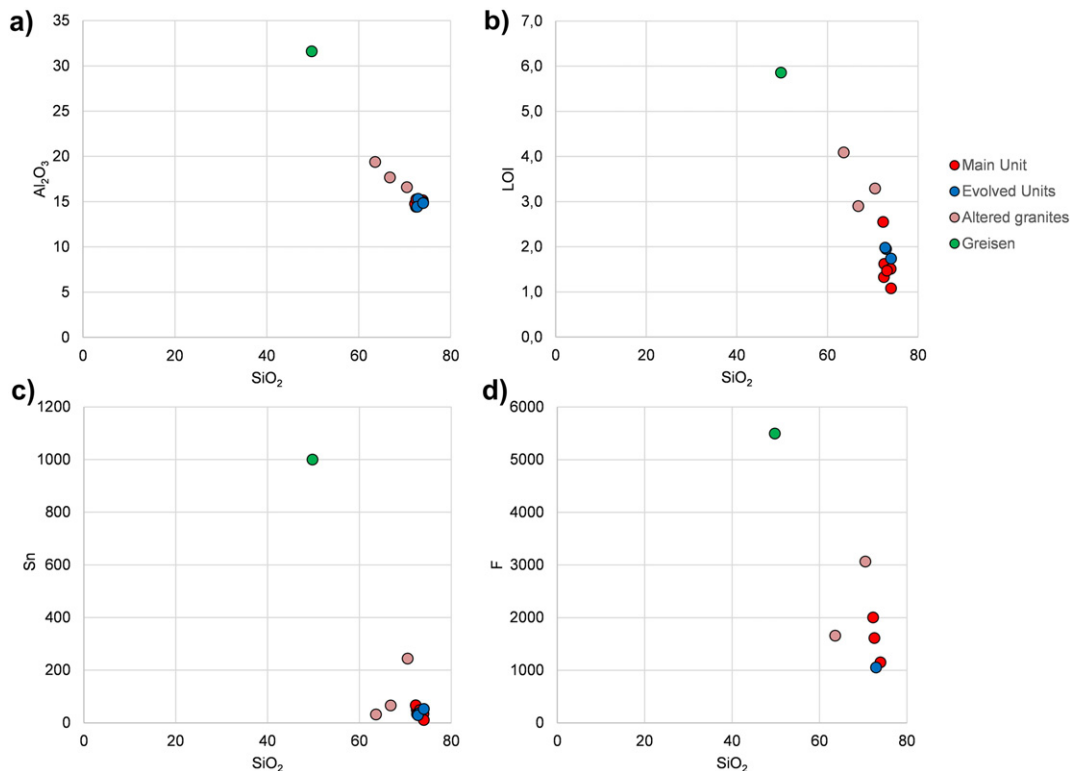 a)
35
30
25
20
15
10
5
0
Al₂O₃
0 20 40 60 80
SiO₂
b)
7,0
6,0
5,0
4,0
3,0
2,0
1,0
0,0
LOI
0 20 40 60 80
SiO₂
Main Unit
Evolved Units
Altered granites
Greisen
c)
1200
1000
800
600
400
200
0
Sn
0 20 40 60 80
SiO₂
d)
6000
5000
4000
3000
2000
1000
0
F
0 20 40 60 80
SiO₂